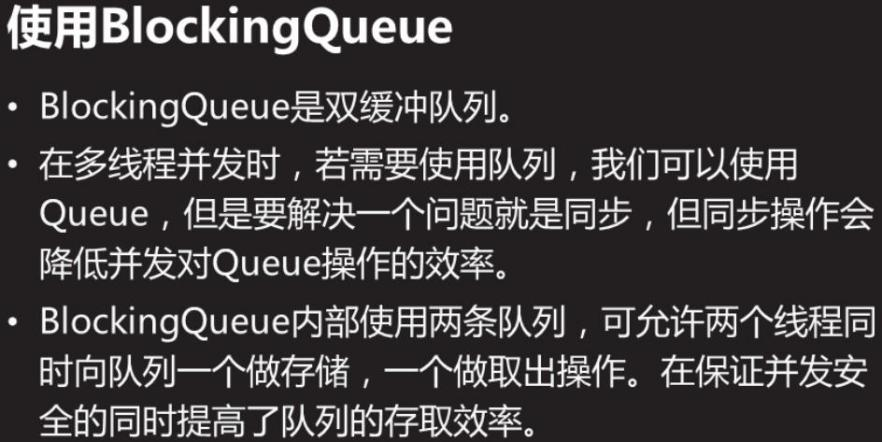 使用BlockingQueue
• BlockingQueue是双缓冲队列。
• 在多线程并发时，若需要使用队列，我们可以使用
Queue，但是要解决一个问题就是同步，但同步操作会
降低并发对Queue操作的效率。
• BlockingQueue内部使用两条队列，可允许两个线程同
时向队列一个做存储，一个做取出操作。在保证并发安
全的同时提高了队列的存取效率。